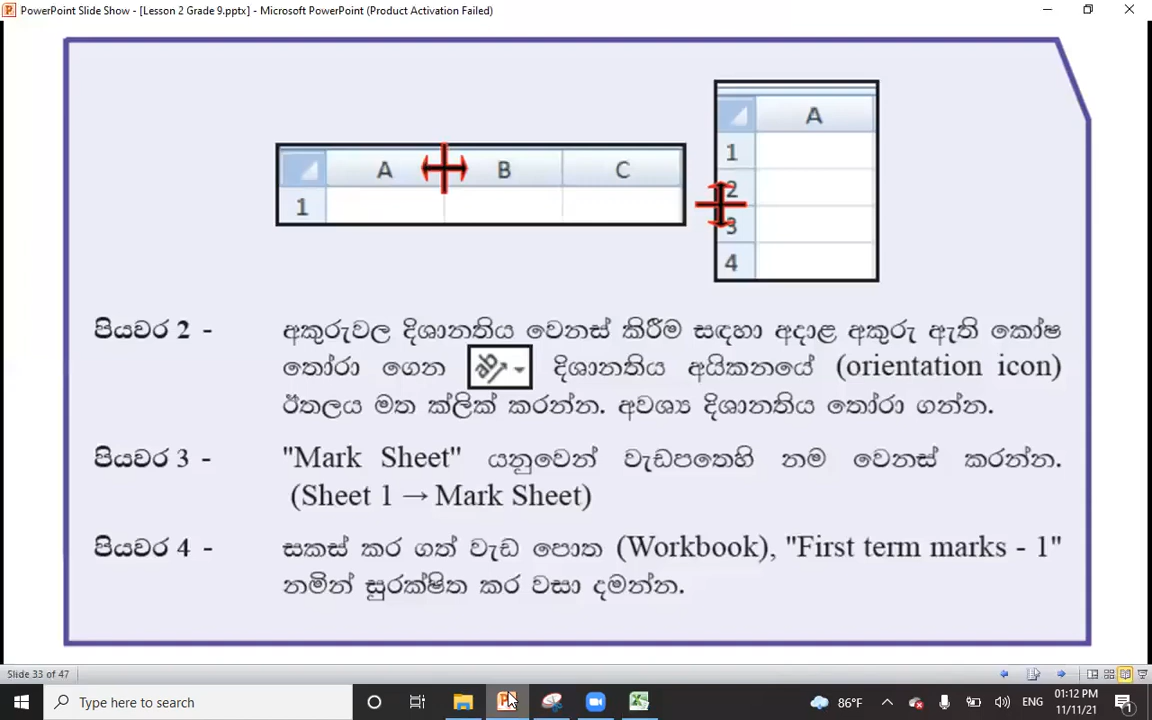 PowerPoint Slide Show - [Lesson 2 Grade 9.pptx] - Microsoft PowerPoint (Product Activation Failed)
A B C
1
A
1
2
3
4
පියවර 2 - අකුරුවල දිශානතිය වෙනස් කිරීම සඳහා අදාළ අකුරු ඇති කෝෂ
තෝරා ගෙන දිශානතිය අයිකනයේ (orientation icon)
ඊතලය මත ක්ලික් කරන්න. අවශ්‍ය දිශානතිය තෝරා ගන්න.
පියවර 3 - "Mark Sheet" යනුවෙන් වැඩපතෙහි නම වෙනස් කරන්න.
(Sheet 1 → Mark Sheet)
පියවර 4 - සකස් කර ගත් වැඩ පොත (Workbook), "First term marks - 1"
නමින් සුරක්ෂිත කර වසා දමන්න.
Slide 33 of 47
Type here to search
86°F
ENG
01:12 PM
11/11/21
1